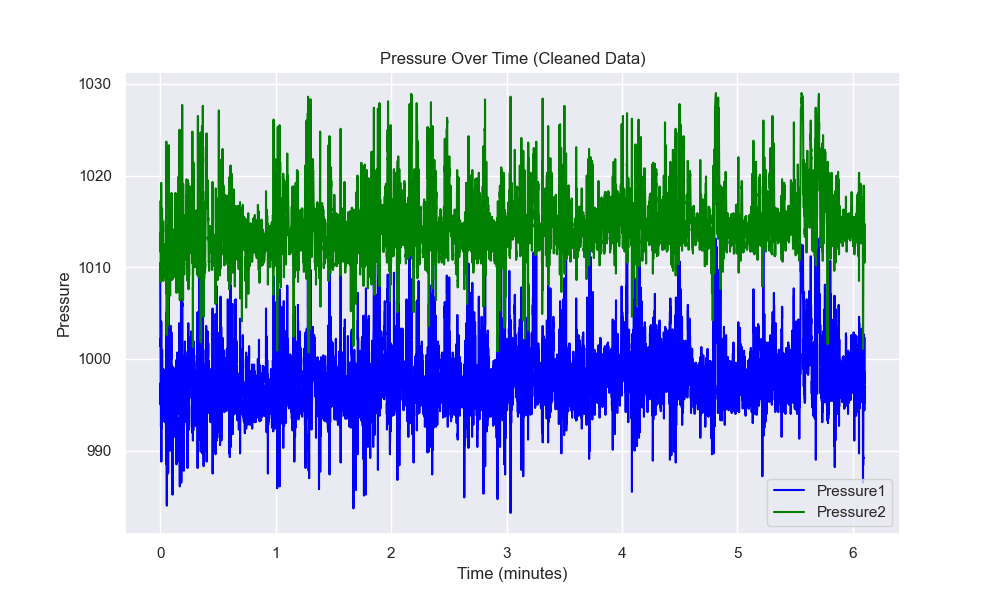 Pressure Over Time (Cleaned Data)
1030
1020
1010
1000
990
Pressure
0 1 2 3 4 5 6
Time (minutes)
Pressure1
Pressure2